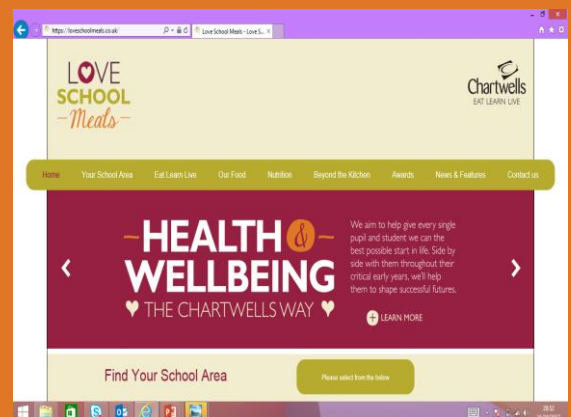 https://loveschoolmeals.co.uk/
Love School Meals - Love S...
LOVE
SCHOOL
Meals
Chartwells
EAT LEARN LIVE
Home Your School Area Eat Learn Live Our Food Nutrition Beyond the Kitchen Awards News & Features Contact us
HEALTH &
WELLBEING
THE CHARTWELLS WAY
We aim to help give every single
pupil and student we can the
best possible start in life. Side by
side with them throughout their
critical early years, we'll help
them to shape successful futures.
LEARN MORE
Find Your School Area
Please select from the below
20:52